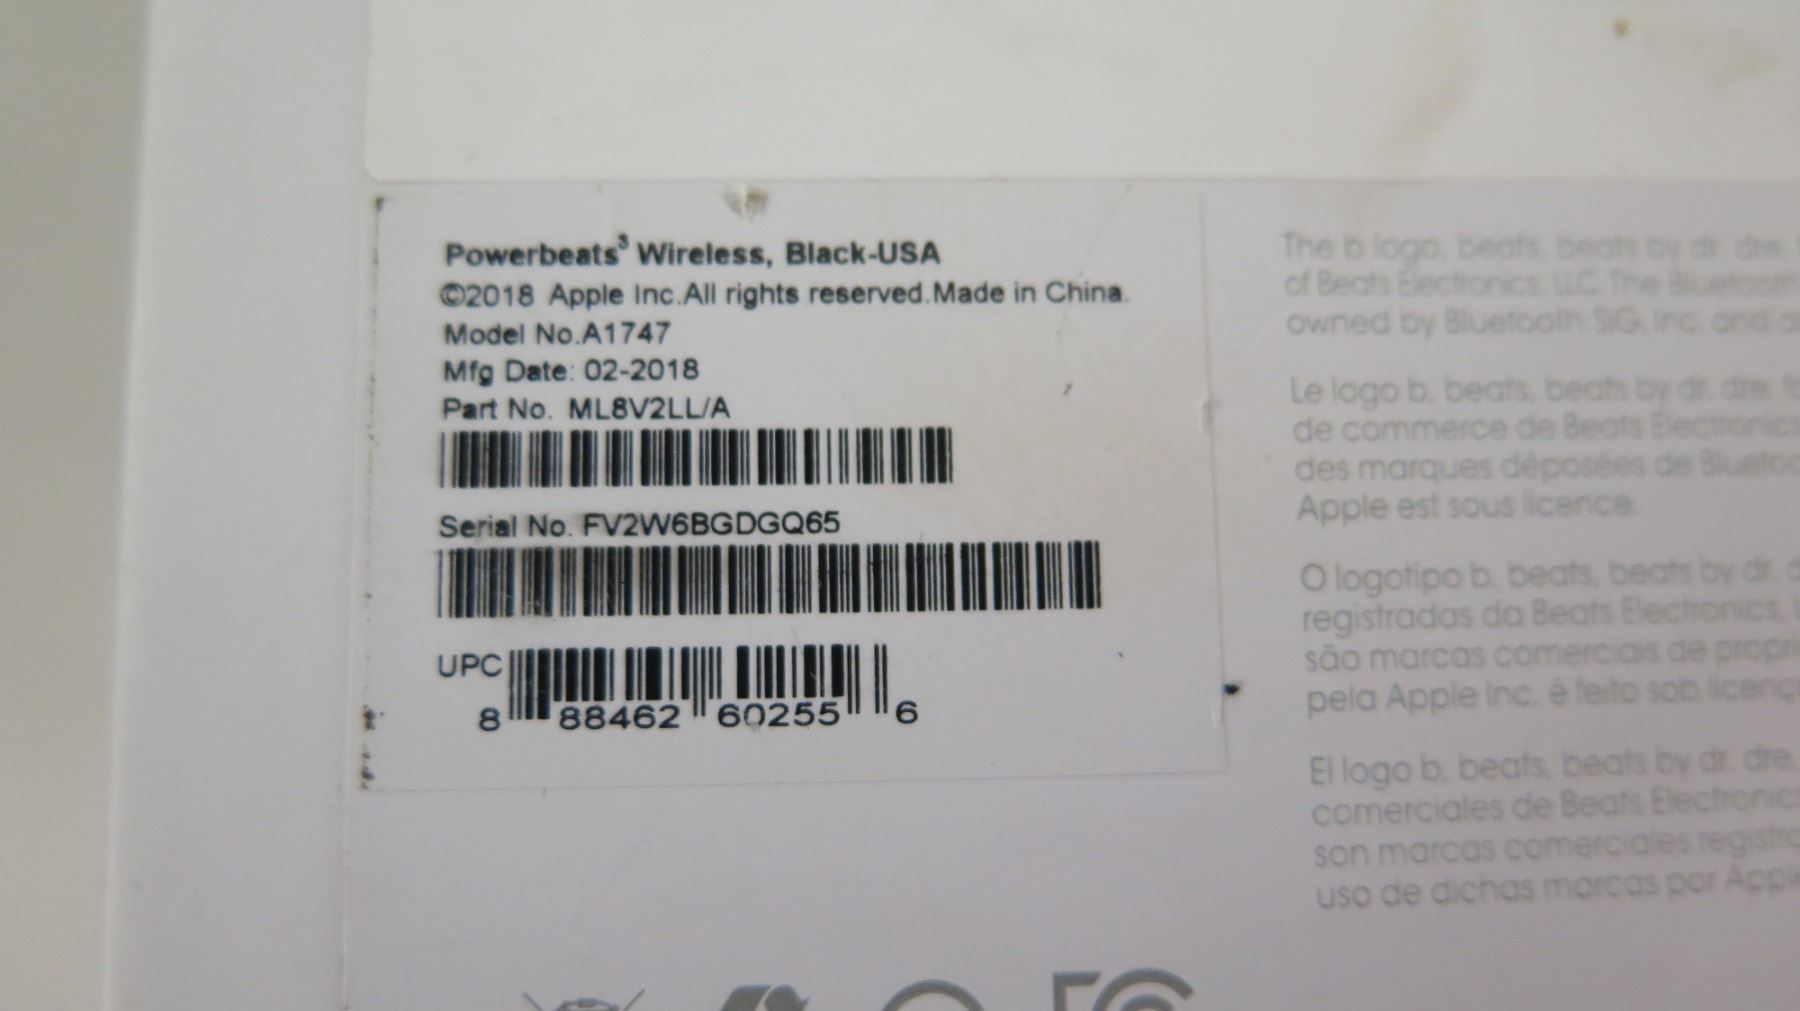 Powerbeats³ Wireless, Black-USA
©2018 Apple Inc.All rights reserved.Made in China.
Model No.A1747
Mfg Date: 02-2018
Part No. ML8V2LL/A
Serial No. FV2W6BGDGQ65
UPC
8 88462 60255 6
The b logo, beats, beats by dr. dre,
of Beats Electronics, LLC. The Bluetooth
owned by Bluetooth SIG, Inc. and
Le logo b, beats, beats by dr. dre,
de commerce de Beats Electronics
des marques déposées de
Apple est sous licence.
O logotipo b, beats, beats by dr.
registradas da Beats Electronics,
são marcas comerciais de
pela Apple Inc. é feito sob licença
El logo b, beats, beats by dr. dre,
comerciales de Beats Electronics
son marcas comerciales
uso de dichas marcas por Apple
FC